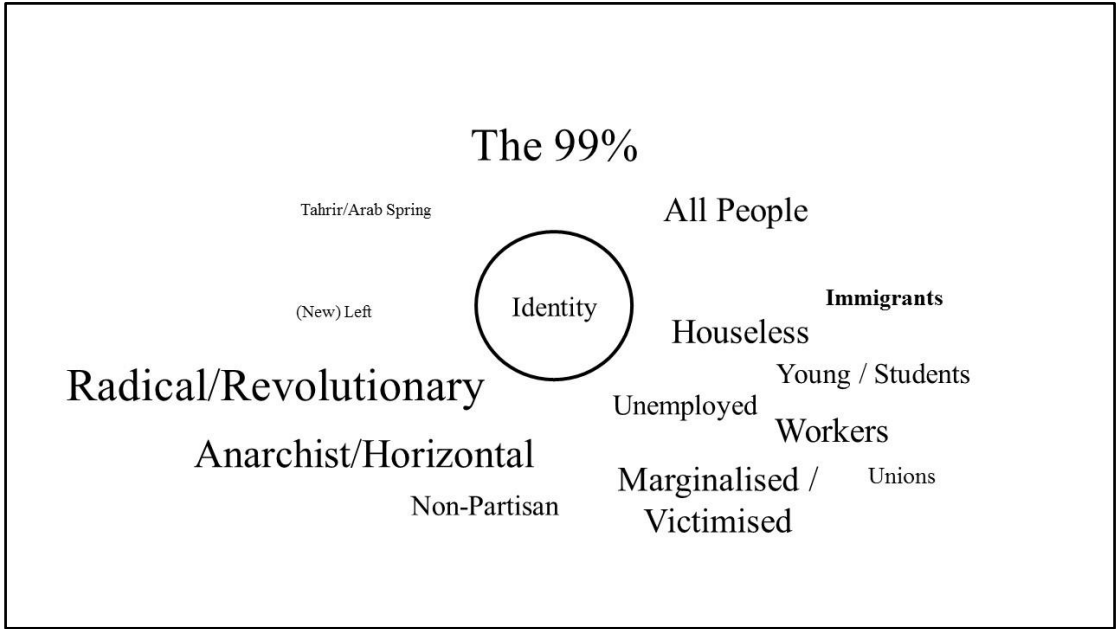 The 99%
Tahrir/Arab Spring
All People
Identity
Immigrants
(New) Left
Houseless
Young / Students
Radical/Revolutionary
Unemployed
Workers
Anarchist/Horizontal
Marginalised /
Victimised
Unions
Non-Partisan